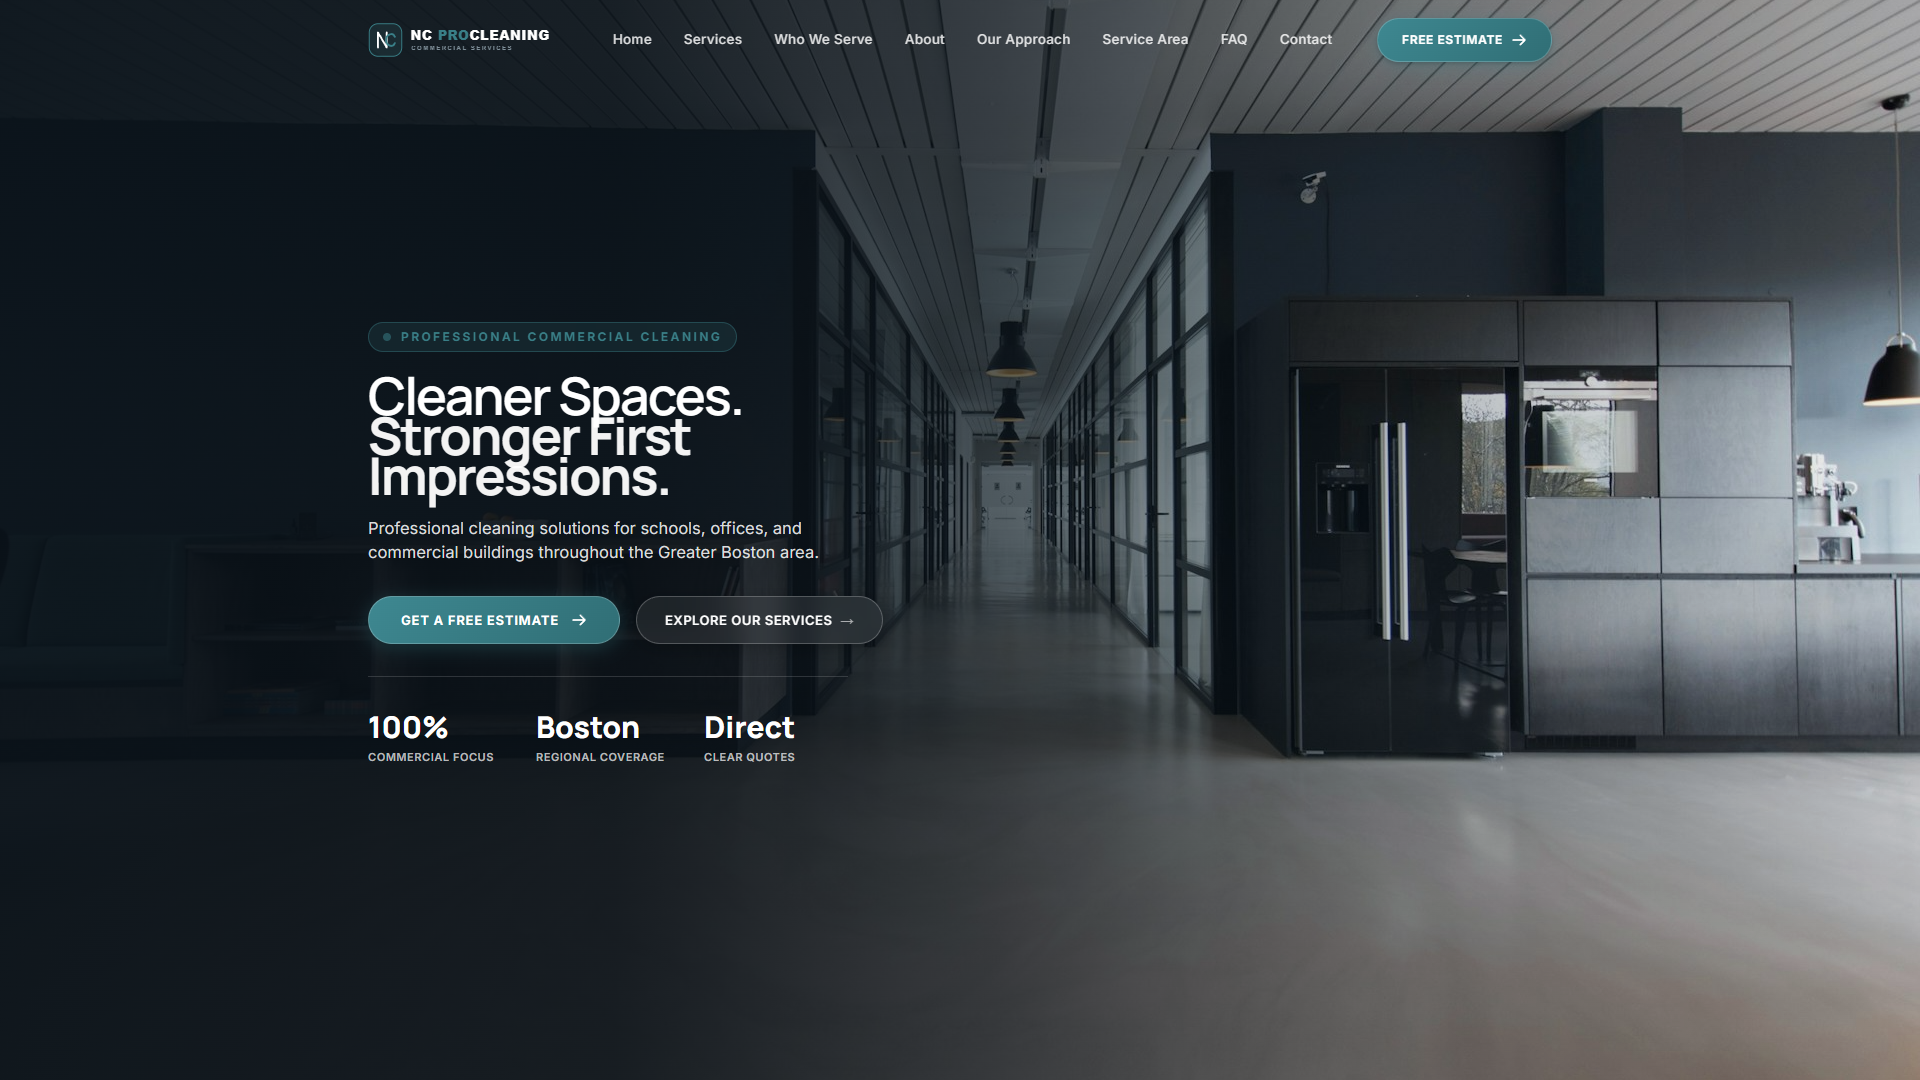 NC PROCLEANING
COMMERCIAL SERVICES
Home
Services
Who We Serve
About
Our Approach
Service Area
FAQ
Contact
FREE ESTIMATE →
PROFESSIONAL COMMERCIAL CLEANING
Cleaner Spaces.
Stronger First
Impressions.
Professional cleaning solutions for schools, offices, and
commercial buildings throughout the Greater Boston area.
GET A FREE ESTIMATE →
EXPLORE OUR SERVICES →
100%
COMMERCIAL FOCUS
Boston
REGIONAL COVERAGE
Direct
CLEAR QUOTES